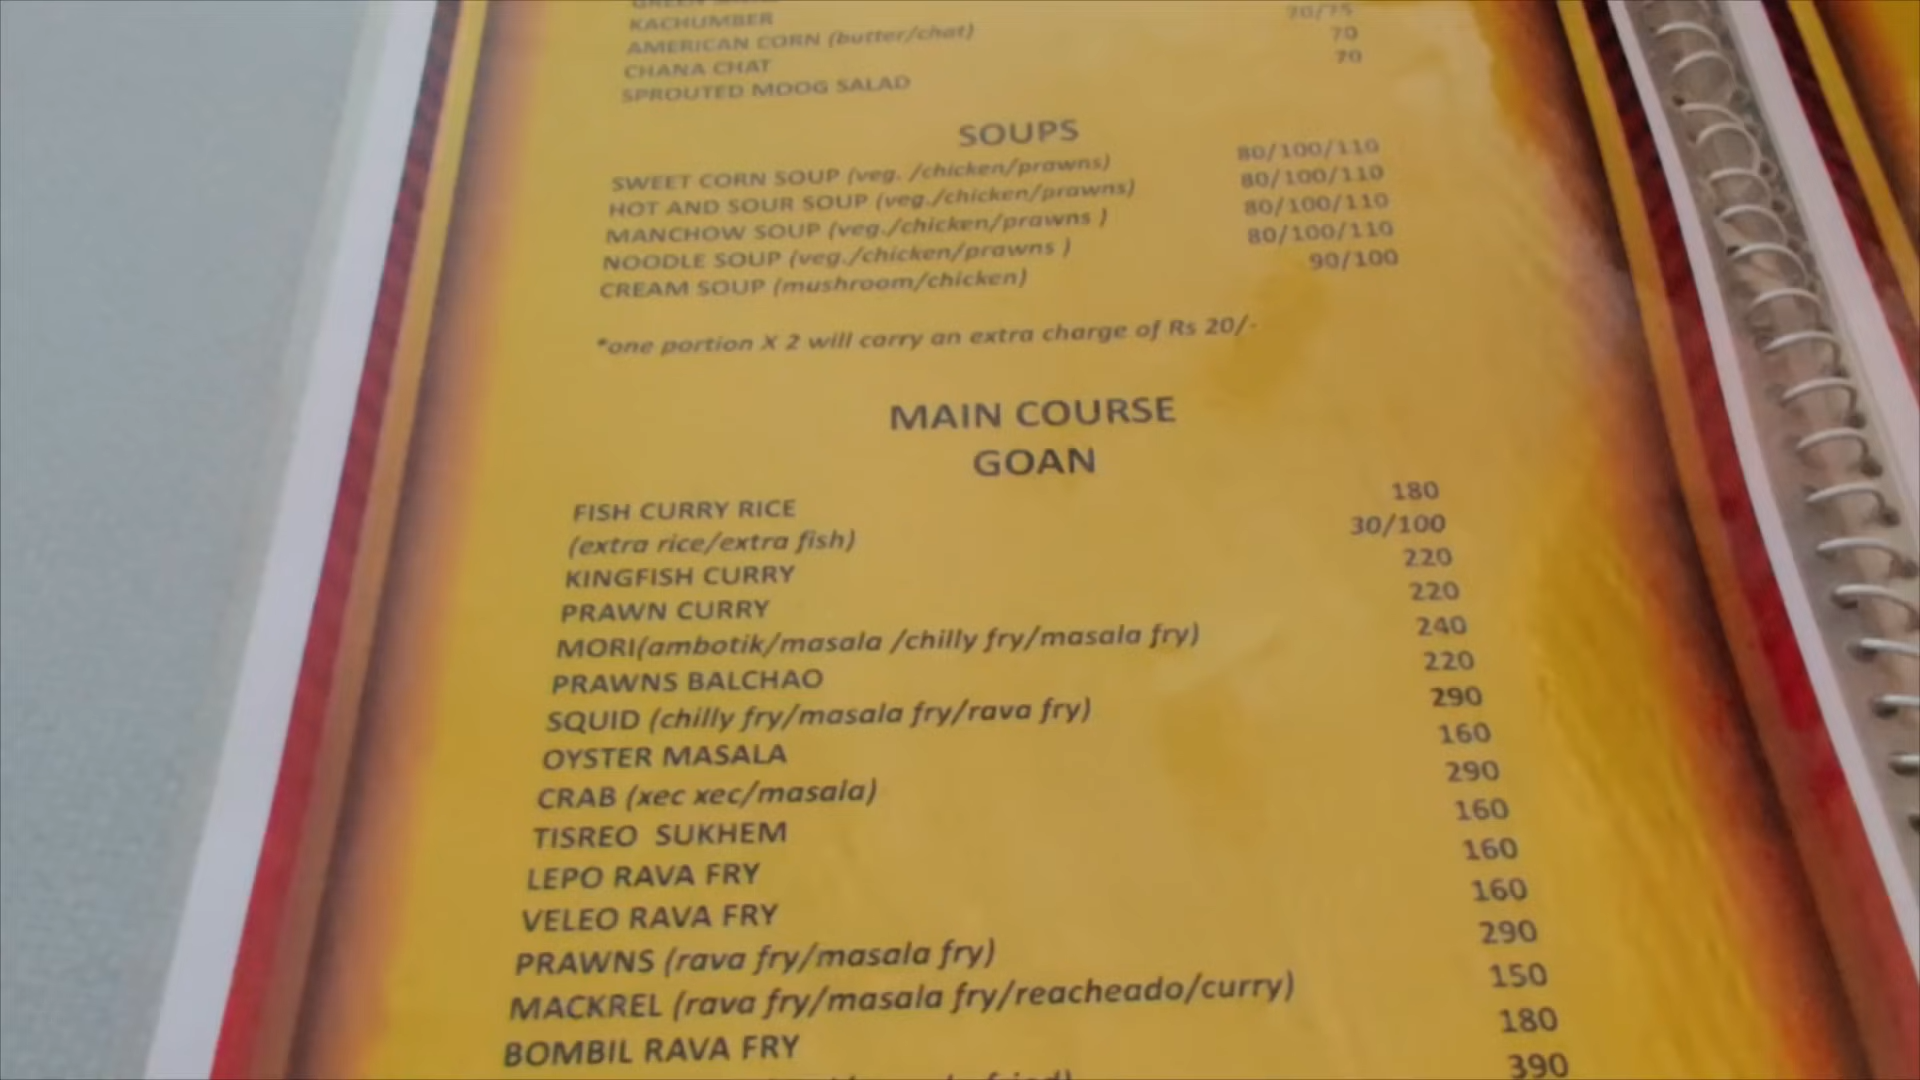 KACHUMBER
AMERICAN CORN (butter/chat) 70/75
CHANA CHAT 70
SPROUTED MOOG SALAD 70
SOUPS
SWEET CORN SOUP (veg. /chicken/prawns) 80/100/110
HOT AND SOUR SOUP (veg./chicken/prawns) 80/100/110
MANCHOW SOUP (veg./chicken/prawns ) 80/100/110
NOODLE SOUP (veg./chicken/prawns ) 80/100/110
CREAM SOUP (mushroom/chicken) 90/100
*one portion X 2 will carry an extra charge of Rs 20/-
MAIN COURSE
GOAN
FISH CURRY RICE 180
(extra rice/extra fish) 30/100
KINGFISH CURRY 220
PRAWN CURRY 220
MORI(ambotik/masala /chilly fry/masala fry) 240
PRAWNS BALCHAO 220
SQUID (chilly fry/masala fry/rava fry) 290
OYSTER MASALA 160
CRAB (xec xec/masala) 290
TISREO SUKHEM 160
LEPO RAVA FRY 160
VELEO RAVA FRY 160
PRAWNS (rava fry/masala fry) 290
MACKREL (rava fry/masala fry/reacheado/curry) 150
BOMBIL RAVA FRY 180
390